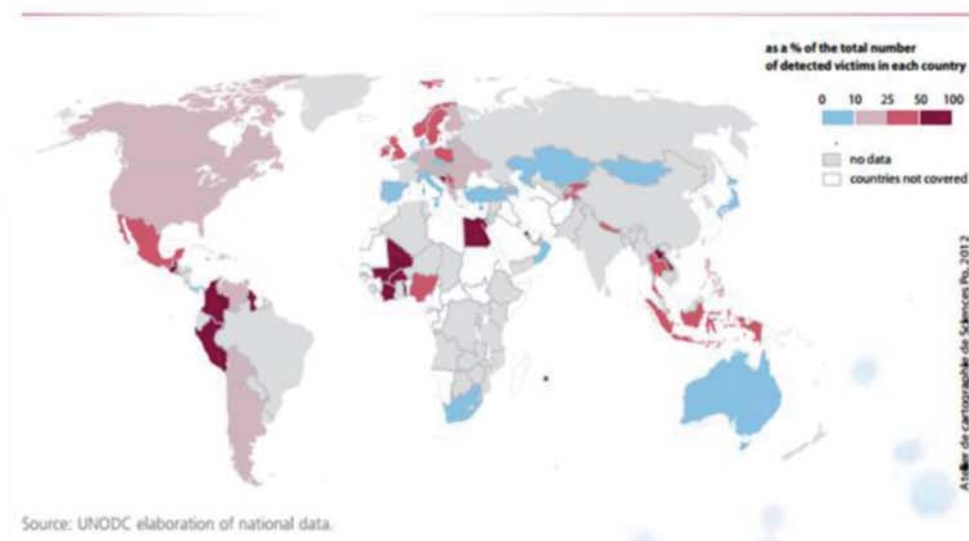 as a % of the total number
of detected victims in each country
0 10 25 50 100
no data
countries not covered
Atelier de cartographie de Sciences Po, 2012
Source: UNODC elaboration of national data.